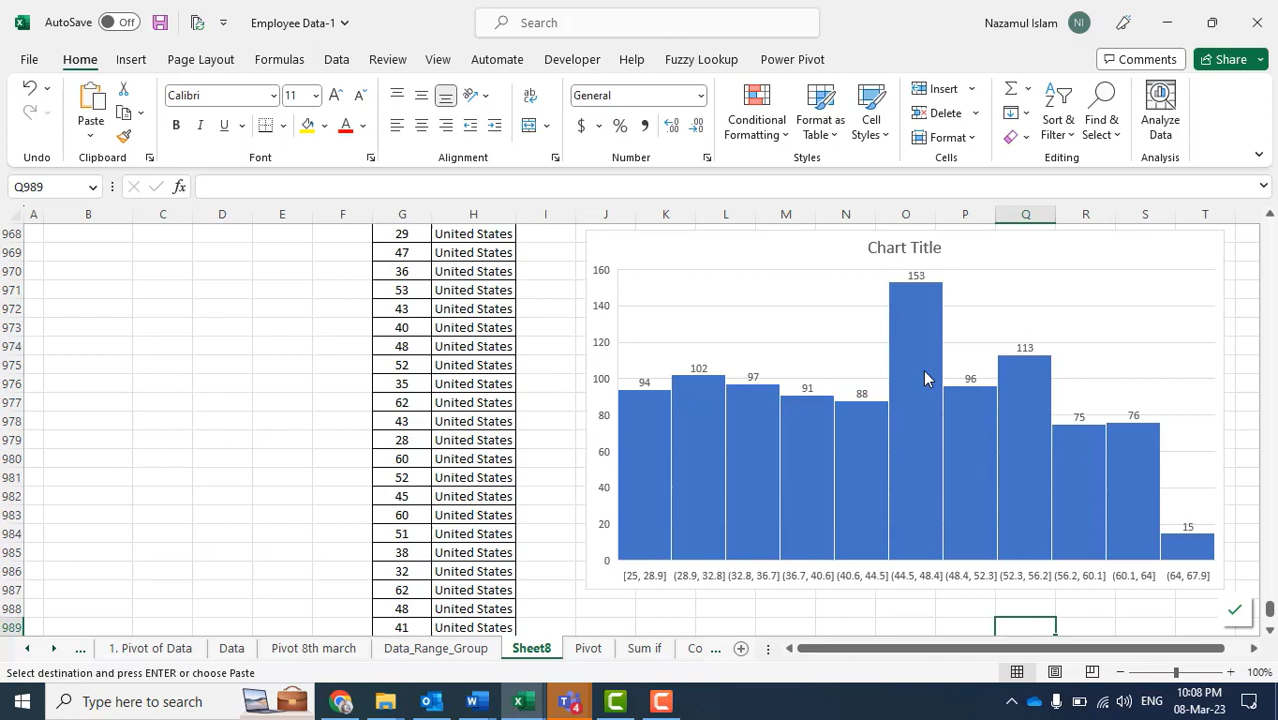 AutoSave Off Employee Data-1 Search Nazamul Islam NI
File Home Insert Page Layout Formulas Data Review View Automate Developer Help Fuzzy Lookup Power Pivot Comments Share
Paste Calibri 11 General Conditional Formatting Format as Table Cell Styles Insert Delete Format Sort & Filter Find & Select Analyze Data
B I U $ % ,
Undo Clipboard Font Alignment Number Styles Cells Editing Analysis
Q989 fx
A B C D E F G H I J K L M N O P Q R S T
968 29 United States
969 47 United States
970 36 United States
971 53 United States
972 43 United States
973 40 United States
974 48 United States
975 52 United States
976 35 United States
977 62 United States
978 43 United States
979 28 United States
980 60 United States
981 52 United States
982 45 United States
983 60 United States
984 51 United States
985 38 United States
986 32 United States
987 62 United States
988 48 United States
989 41 United States
Chart Title
160
140
120
100
80
60
40
20
0
94 102 97 91 88 153 96 113 75 76 15
[25, 28.9] (28.9, 32.8] (32.8, 36.7] (36.7, 40.6] (40.6, 44.5] (44.5, 48.4] (48.4, 52.3] (52.3, 56.2] (56.2, 60.1] (60.1, 64] (64, 67.9]
... 1. Pivot of Data Data Pivot 8th march Data_Range_Group Sheet8 Pivot Sum if Co ...
Select destination and press ENTER or choose Paste 100%
Type here to search 4 ENG 10:08 PM
08-Mar-23